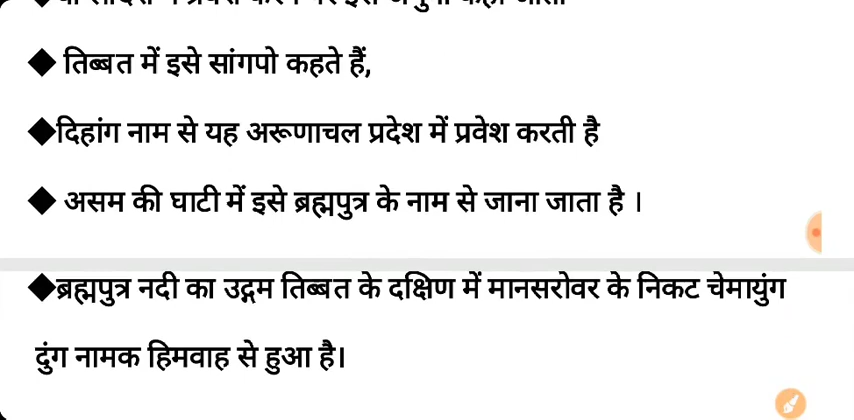 ◆ तिब्बत में इसे सांगपो कहते हैं,
◆दिहांग नाम से यह अरूणाचल प्रदेश में प्रवेश करती है
◆ असम की घाटी में इसे ब्रह्मपुत्र के नाम से जाना जाता है ।
◆ब्रह्मपुत्र नदी का उद्गम तिब्बत के दक्षिण में मानसरोवर के निकट चेमायुंग
दुंग नामक हिमवाह से हुआ है।